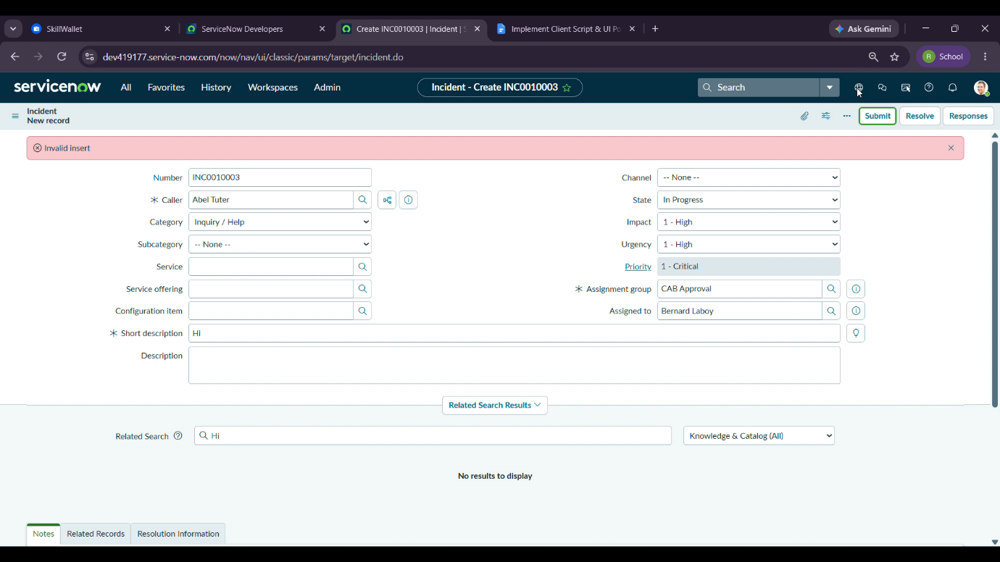 SkillWallet
ServiceNow Developers
Create INC0010003 | Incident | S
Implement Client Script & UI Po
Ask Gemini
dev419177.service-now.com/now/nav/ui/classic/params/target/incident.do
R School
servicenow All Favorites History Workspaces Admin
Incident - Create INC0010003
Search
Incident
New record
Submit Resolve Responses
Invalid insert
Number INC0010003
Channel -- None --
Caller Abel Tuter
State In Progress
Category Inquiry / Help
Impact 1 - High
Subcategory -- None --
Urgency 1 - High
Service
Priority 1 - Critical
Service offering
Assignment group CAB Approval
Configuration item
Assigned to Bernard Laboy
Short description Hi
Description
Related Search Results
Related Search Hi
Knowledge & Catalog (All)
No results to display
Notes Related Records Resolution Information